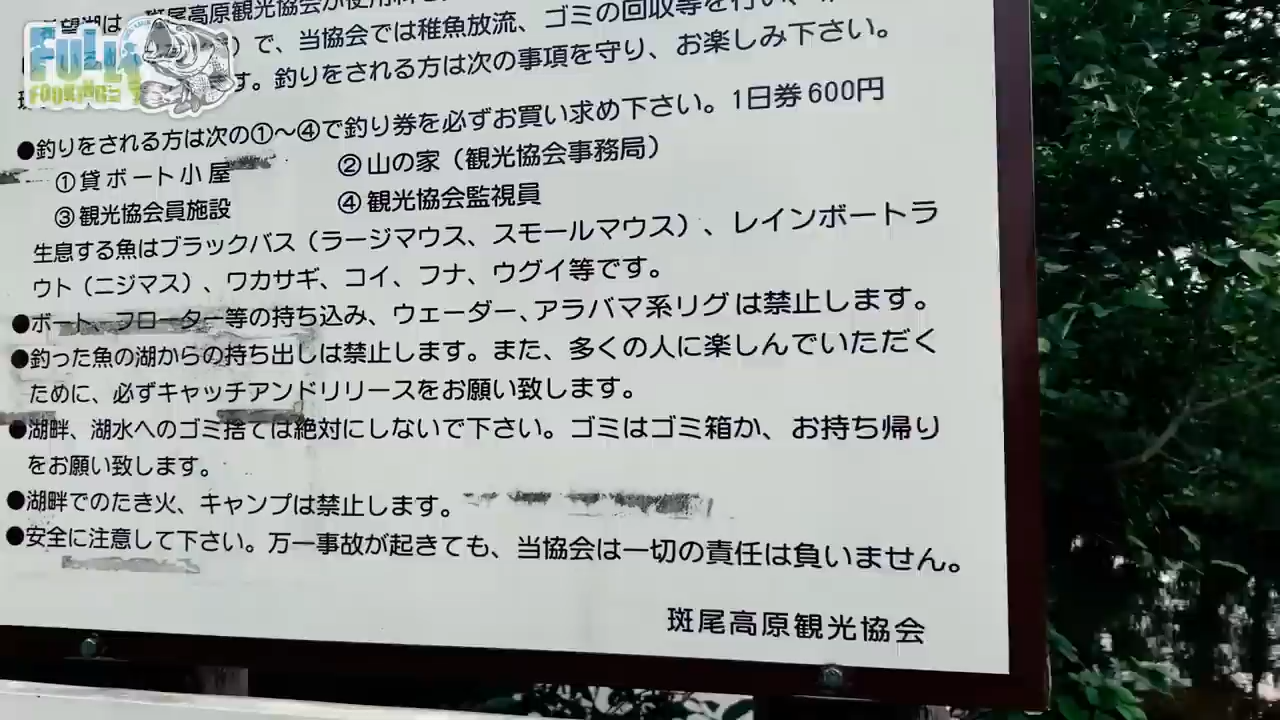 希望湖は、斑尾高原観光協会が使用
）で、当協会では稚魚放流、ゴミの回収等を行い、
す。釣りをされる方は次の事項を守り、お楽しみ下さい。
●釣りをされる方は次の①～④で釣り券を必ずお買い求め下さい。1日券600円
①貸ボート小屋 ②山の家（観光協会事務局）
③観光協会員施設 ④観光協会監視員
生息する魚はブラックバス（ラージマウス、スモールマウス）、レインボートラ
ウト（ニジマス）、ワカサギ、コイ、フナ、ウグイ等です。
●ボート、フローター等の持ち込み、ウェーダー、アラバマ系リグは禁止します。
●釣った魚の湖からの持ち出しは禁止します。また、多くの人に楽しんでいただく
ために、必ずキャッチアンドリリースをお願い致します。
●湖畔、湖水へのゴミ捨ては絶対にしないで下さい。ゴミはゴミ箱か、お持ち帰り
をお願い致します。
●湖畔でのたき火、キャンプは禁止します。
●安全に注意して下さい。万一事故が起きても、当協会は一切の責任は負いません。
斑尾高原観光協会